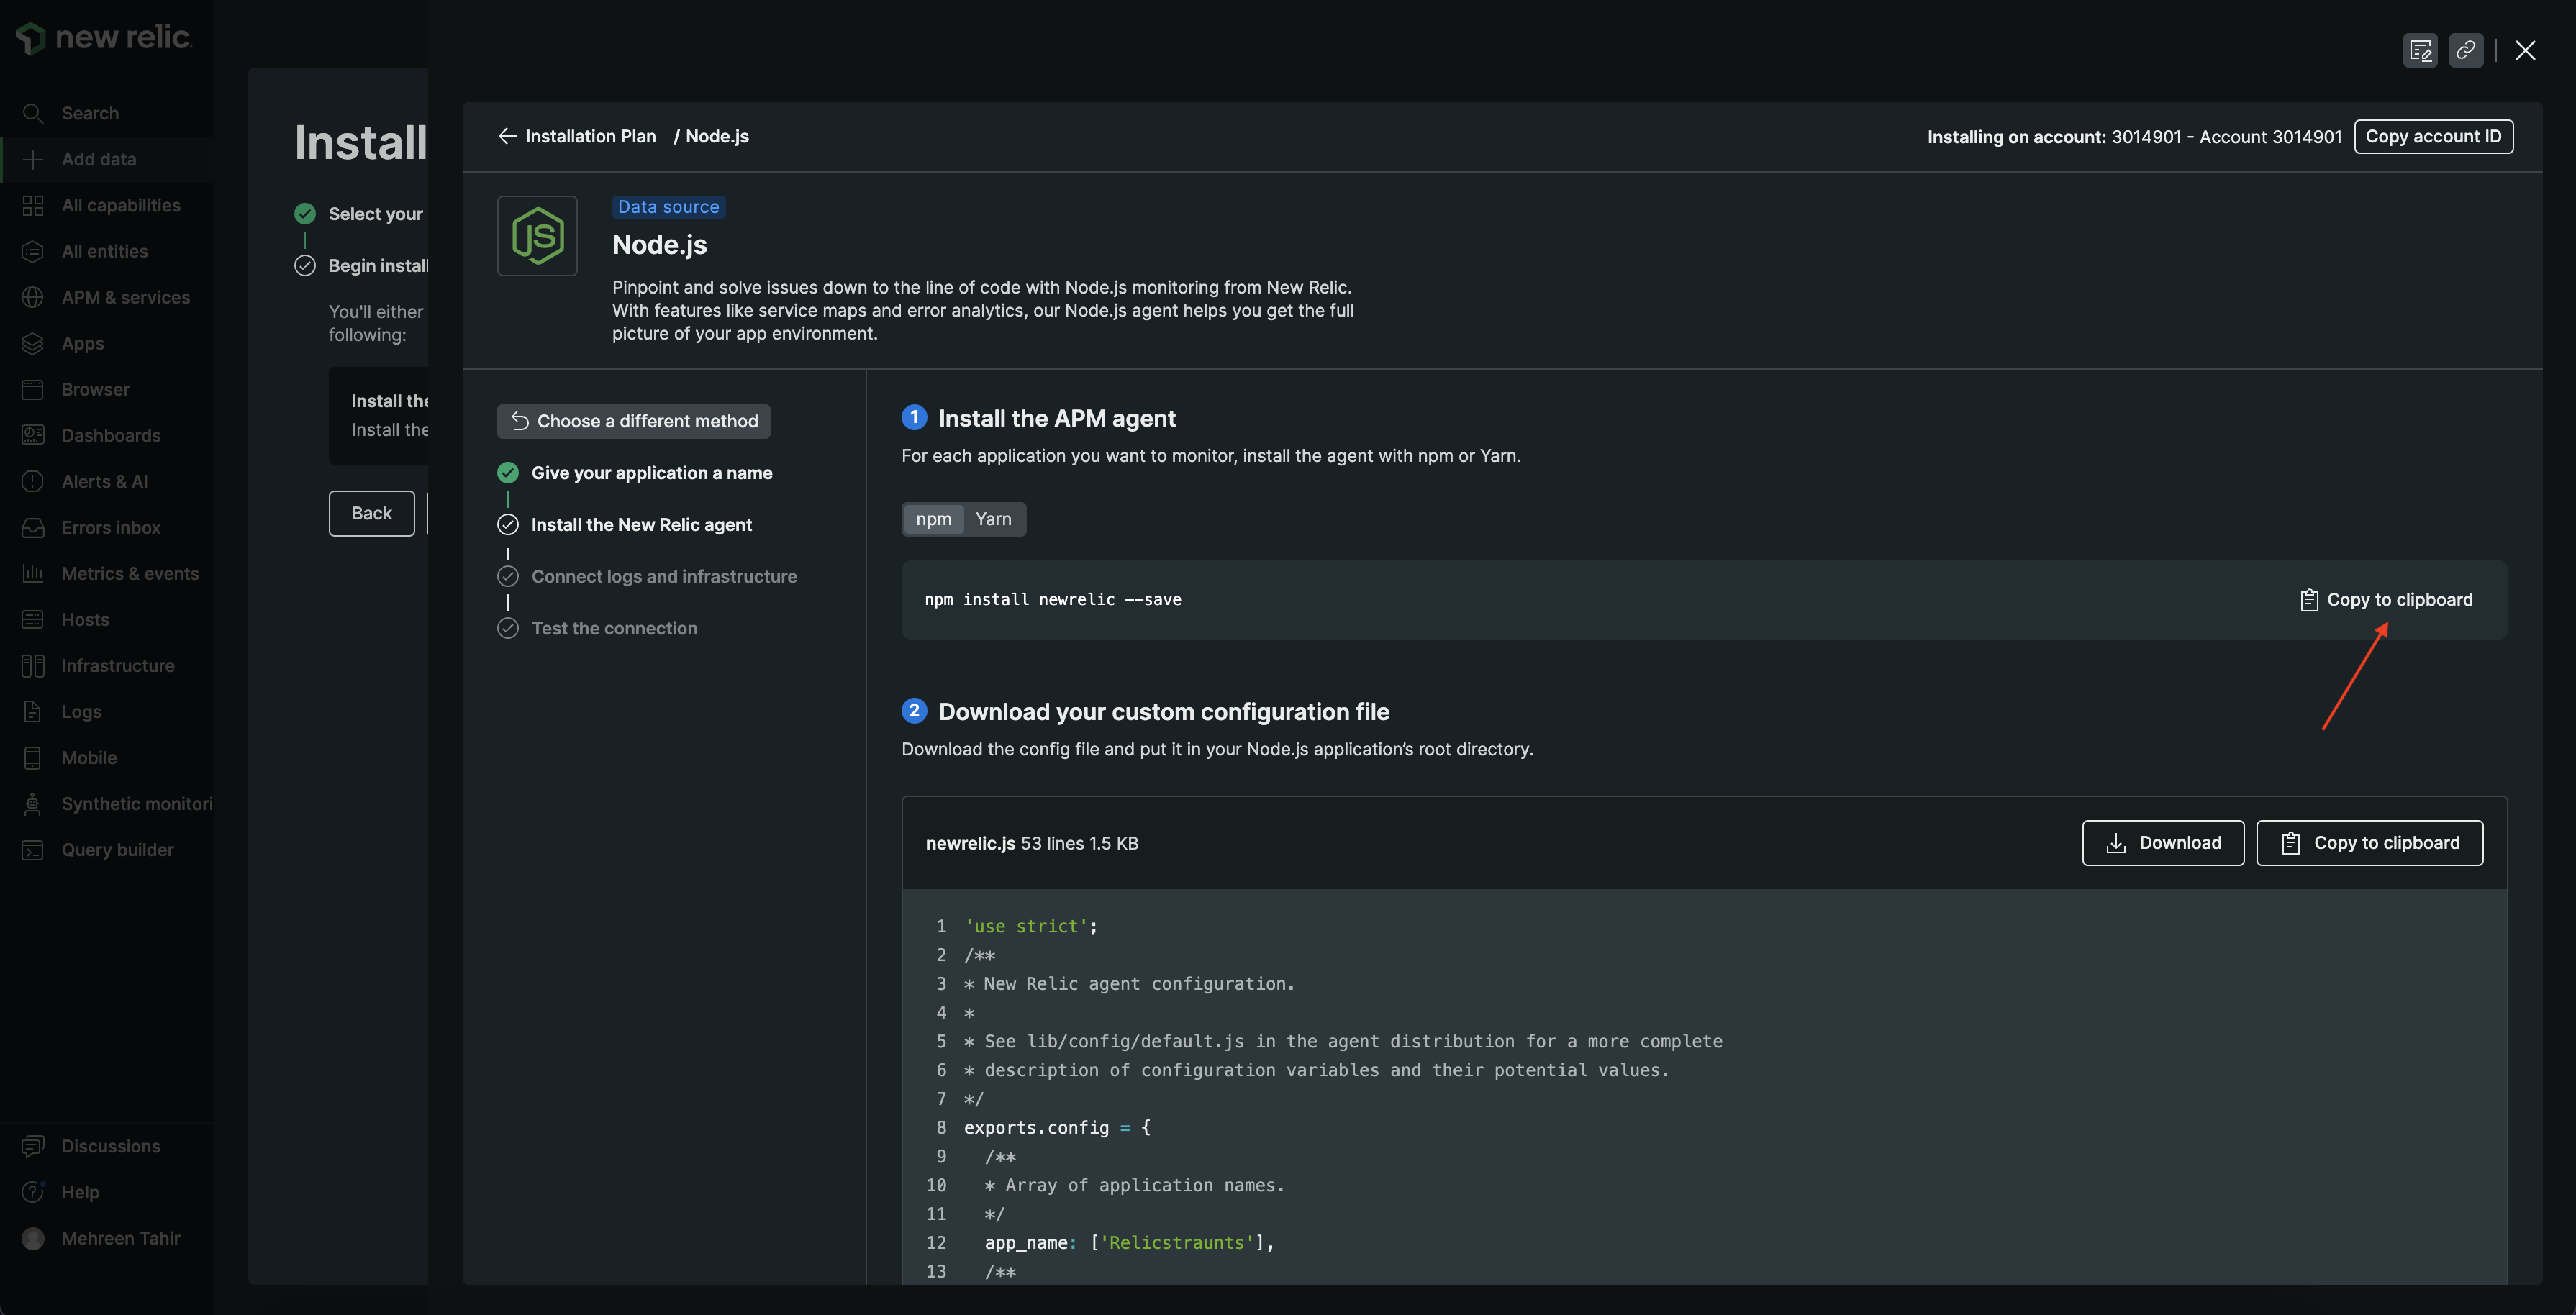 new relic.
Search
Add data
All capabilities
All entities
APM & services
Apps
Browser
Dashboards
Alerts & AI
Errors inbox
Metrics & events
Hosts
Infrastructure
Logs
Mobile
Synthetic monitori
Query builder
Discussions
Help
Mehreen Tahir
Install
Select your
Begin install
You'll either
following:
Install the
Install the
Back
Installation Plan / Node.js
Installing on account: 3014901 - Account 3014901
Copy account ID
JS
Data source
Node.js
Pinpoint and solve issues down to the line of code with Node.js monitoring from New Relic.
With features like service maps and error analytics, our Node.js agent helps you get the full
picture of your app environment.
Choose a different method
Give your application a name
Install the New Relic agent
Connect logs and infrastructure
Test the connection
1 Install the APM agent
For each application you want to monitor, install the agent with npm or Yarn.
npm Yarn
npm install newrelic --save
Copy to clipboard
2 Download your custom configuration file
Download the config file and put it in your Node.js application’s root directory.
newrelic.js 53 lines 1.5 KB
Download
Copy to clipboard
1 'use strict';
2 /**
3 * New Relic agent configuration.
4 *
5 * See lib/config/default.js in the agent distribution for a more complete
6 * description of configuration variables and their potential values.
7 */
8 exports.config = {
9 /**
10 * Array of application names.
11 */
12 app_name: ['Relicstraunts'],
13 /**